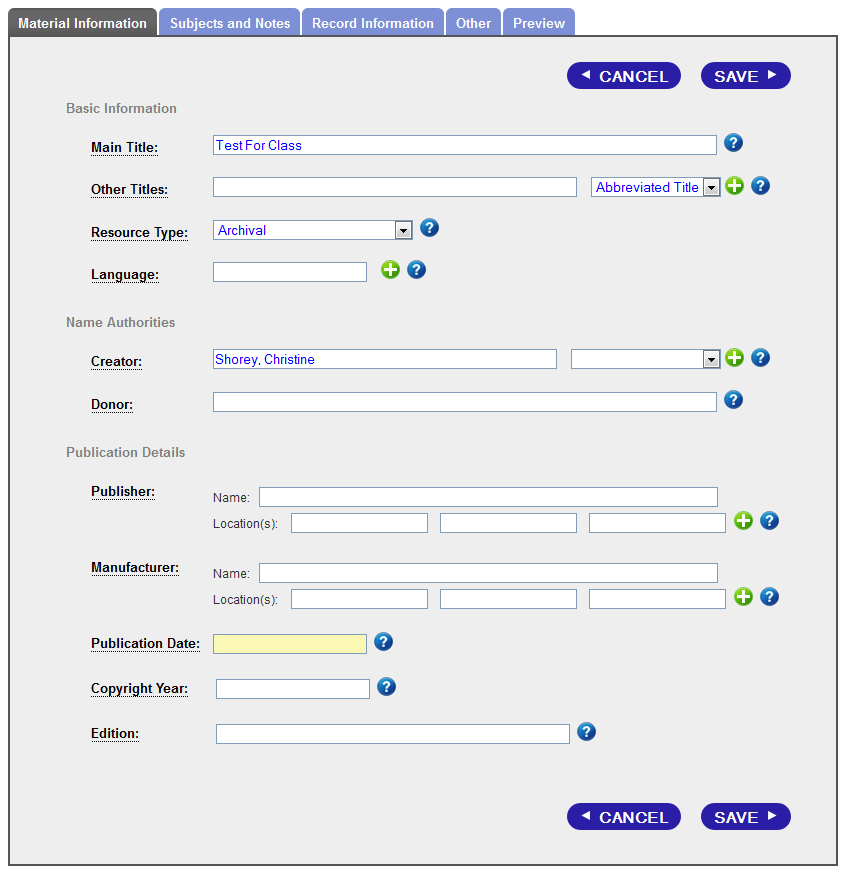 Material Information Subjects and Notes Record Information Other Preview
CANCEL SAVE
Basic Information
Main Title: Test For Class
Other Titles: Abbreviated Title
Resource Type: Archival
Language:
Name Authorities
Creator: Shorey, Christine
Donor:
Publication Details
Publisher: Name:
Location(s):
Manufacturer: Name:
Location(s):
Publication Date:
Copyright Year:
Edition:
CANCEL SAVE